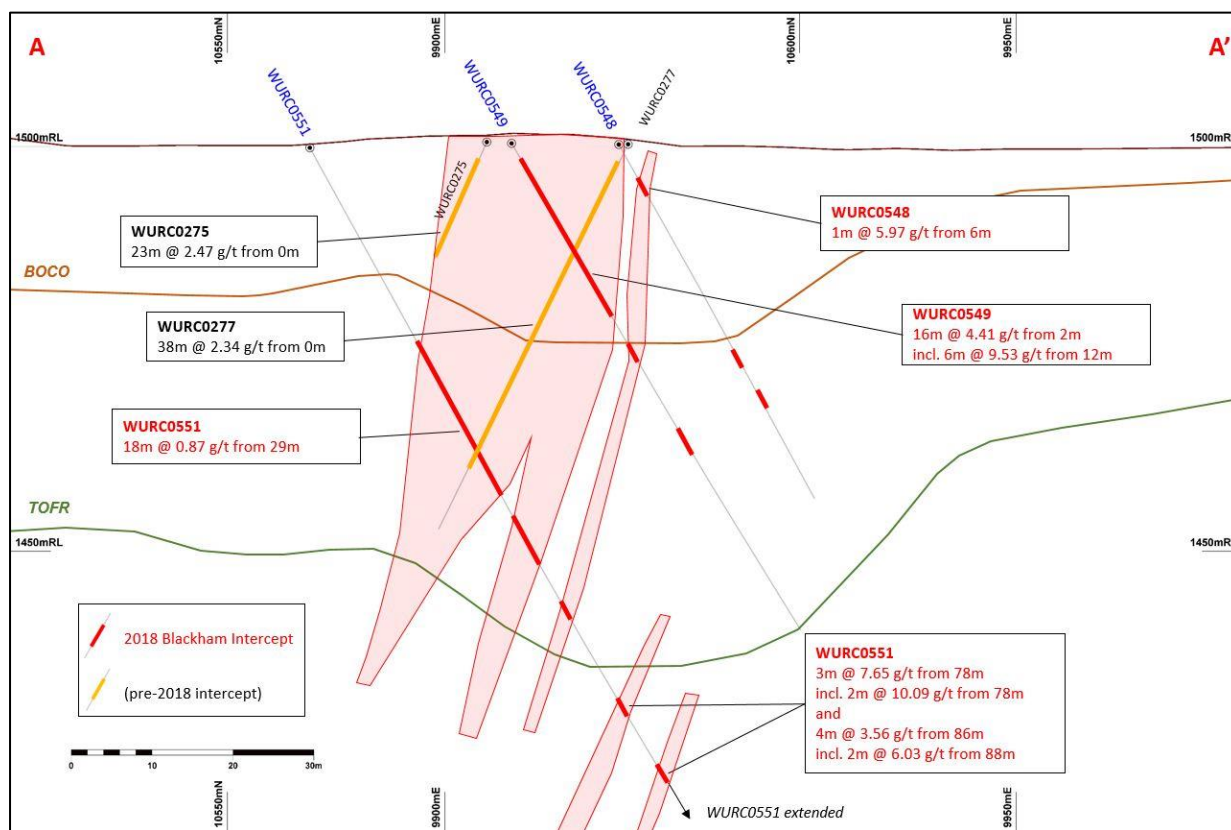 A
10550mN
9900mE
10600mN
9950mE
A'
WURC0551
WURC0549
WURC0548
WURC0277
1500mRL
1500mR
WURC0275
WURC0275
23m @ 2.47 g/t from 0m
WURC0548
1m @ 5.97 g/t from 6m
BOCO
WURC0277
38m @ 2.34 g/t from 0m
WURC0549
16m @ 4.41 g/t from 2m
incl. 6m @ 9.53 g/t from 12m
WURC0551
18m @ 0.87 g/t from 29m
TOFR
1450mRL
1450mR
2018 Blackham Intercept
(pre-2018 intercept)
WURC0551
3m @ 7.65 g/t from 78m
incl. 2m @ 10.09 g/t from 78m
and
4m @ 3.56 g/t from 86m
incl. 2m @ 6.03 g/t from 88m
0 10 20 30m
WURC0551 extended
10550mN
9900mE
9950mE